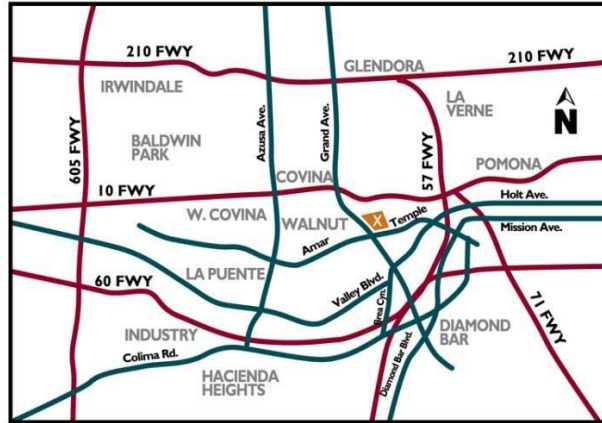 210 FWY
GLENDORA
210 FWY
IRWINDALE
605 FWY
Azusa Ave.
Grand Ave.
57 FWY
LA
VERNE
N
BALDWIN
PARK
COVINA
POMONA
10 FWY
Holt Ave.
W. COVINA
WALNUT
X
Temple
Mission Ave.
Amar
LA PUENTE
60 FWY
Valley Blvd.
Brea Cyn.
71 FWY
INDUSTRY
DIAMOND
BAR
Diamond Bar Blvd.
Colima Rd.
HACIENDA
HEIGHTS